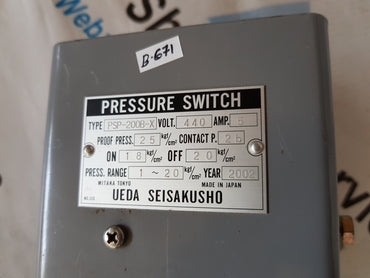 B-671
PRESSURE SWITCH
TYPE PSP-200B-X VOLT. 440 AMP. 5
PROOF PRESS. 25 kgf/cm² CONTACT P. 2b
ON 18 kgf/cm² OFF 20 kgf/cm²
PRESS. RANGE 1~20 kgf/cm² YEAR 2002
MITAKA TOKYO MADE IN JAPAN
UEDA SEISAKUSHO